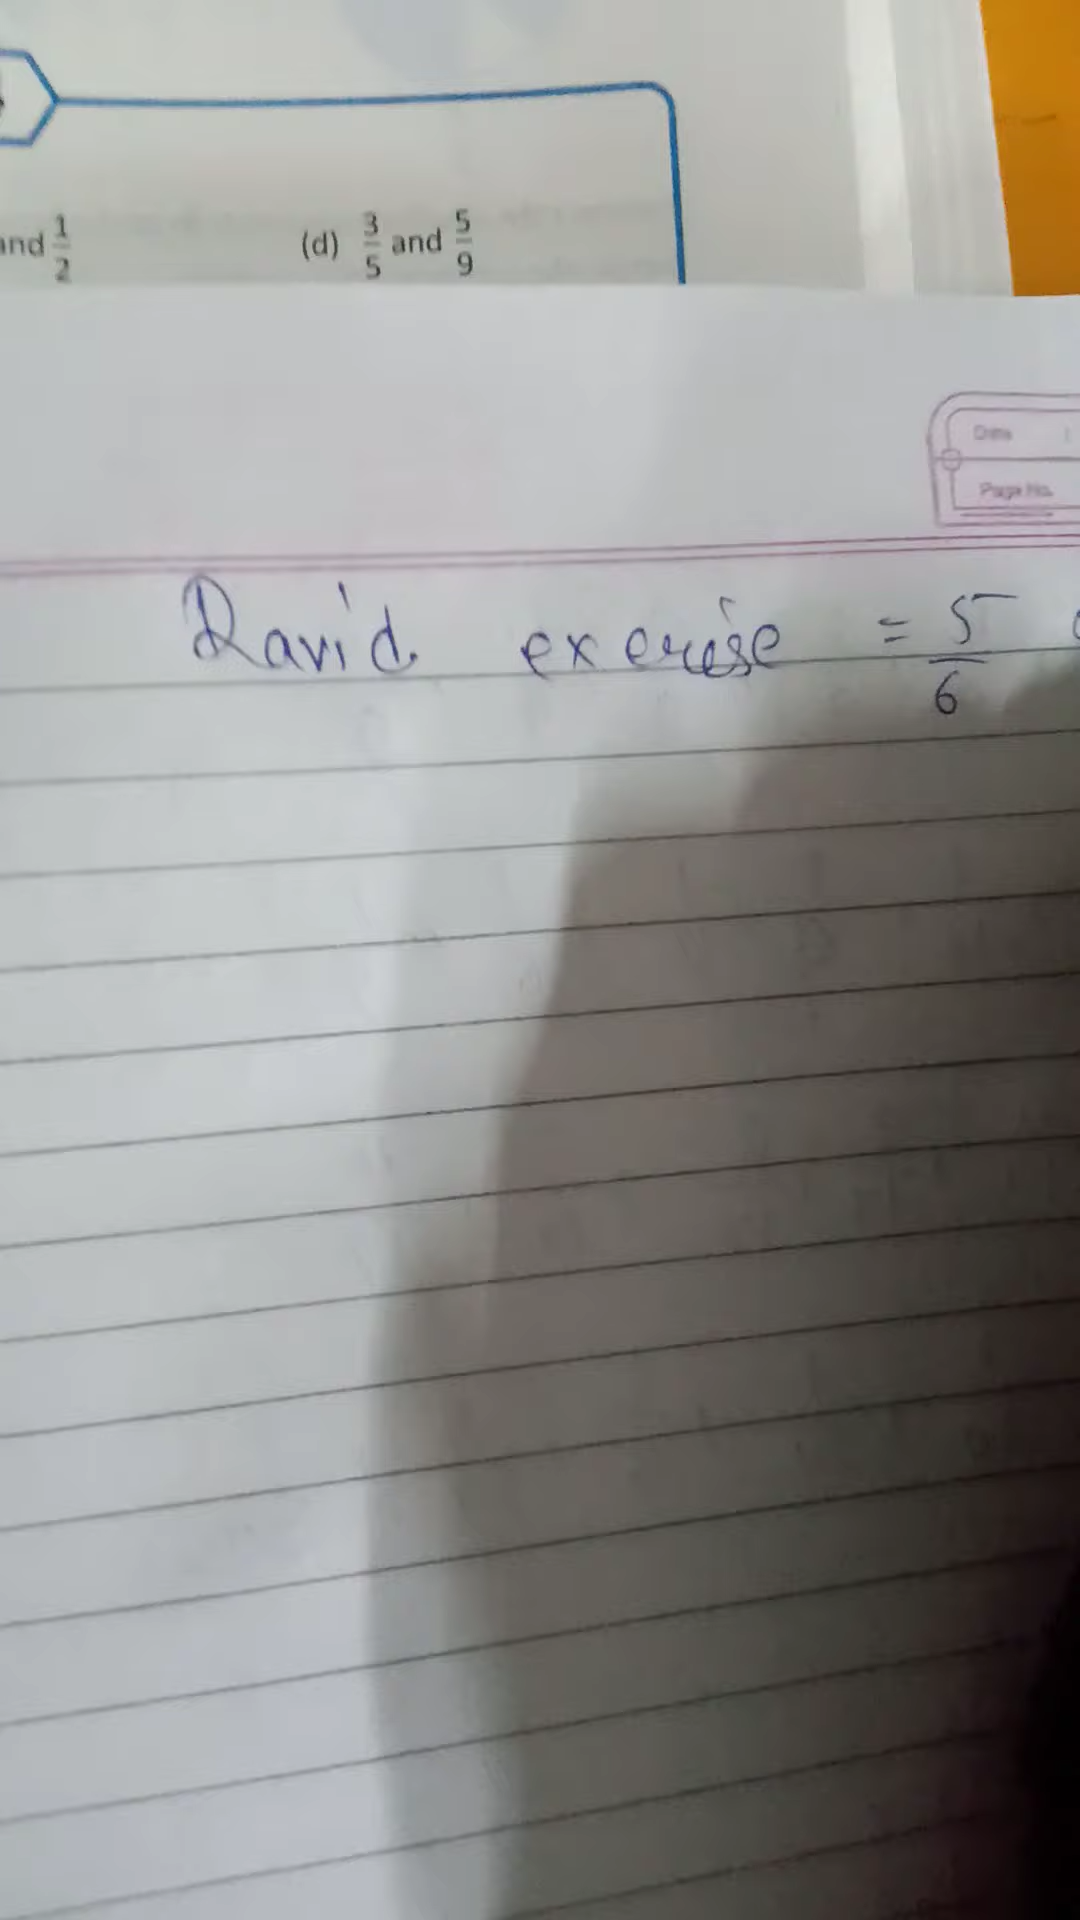 and 1/2 (d) 3/5 and 5/9
Date
Page No.
David exercise = 5/6